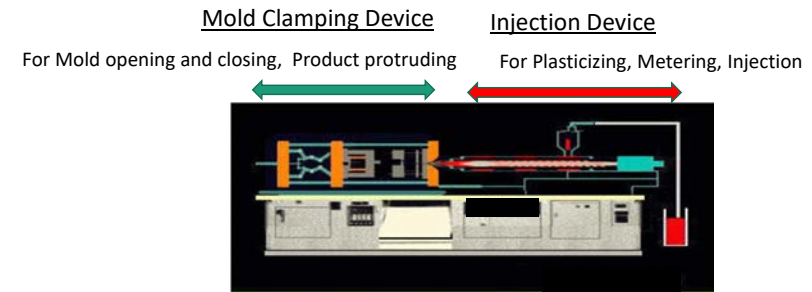 Mold Clamping Device
Injection Device
For Mold opening and closing, Product protruding
For Plasticizing, Metering, Injection